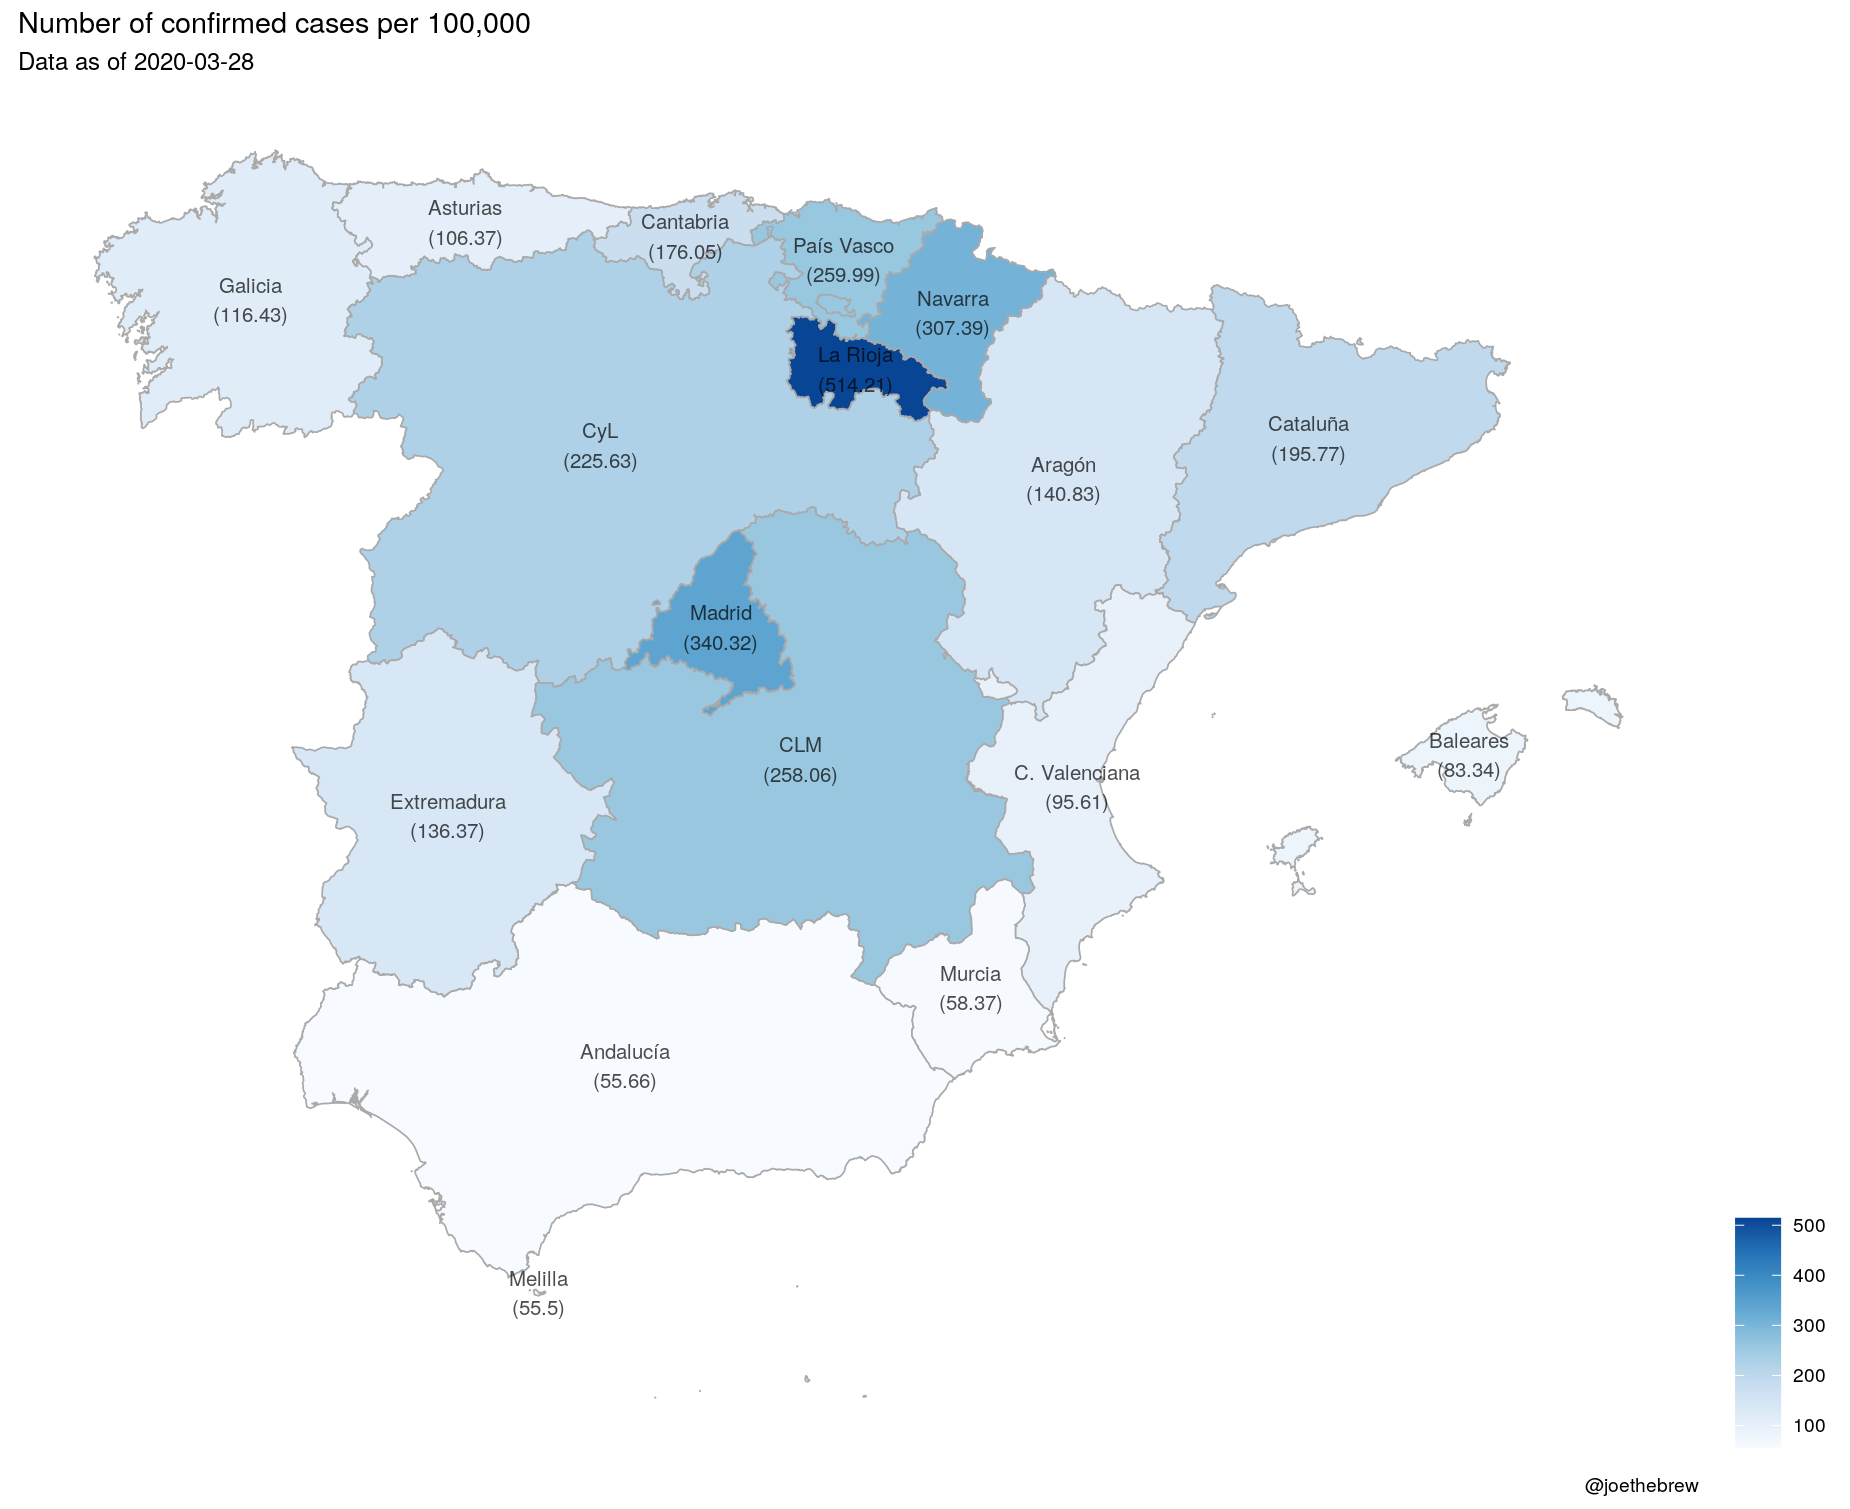 Number of confirmed cases per 100,000
Data as of 2020-03-28
Asturias
(106.37)
Cantabria
(176.05)
País Vasco
(259.99)
Galicia
(116.43)
Navarra
(307.39)
La Rioja
(514.21)
CyL
(225.63)
Cataluña
(195.77)
Aragón
(140.83)
Madrid
(340.32)
CLM
(258.06)
Baleares
(83.34)
C. Valenciana
(95.61)
Extremadura
(136.37)
Murcia
(58.37)
Andalucía
(55.66)
Melilla
(55.5)
500
400
300
200
100
@joethebrew